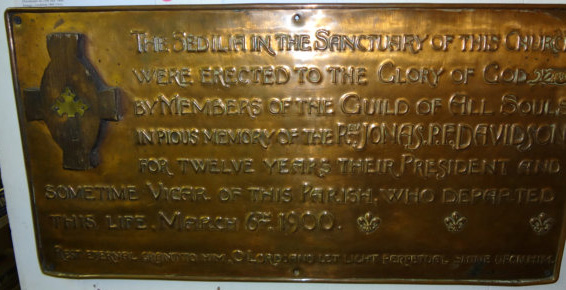 The Sedilia in the Sanctuary of this Church
were erected to the Glory of God
by Members of the Guild of All Souls
in pious memory of the Rev. Jonas. P. F. Davidson
for twelve years their President and
sometime Vicar of this Parish, who departed
this life, March 6th 1900.
Rest eternal grant to him, O Lord: and let light perpetual shine